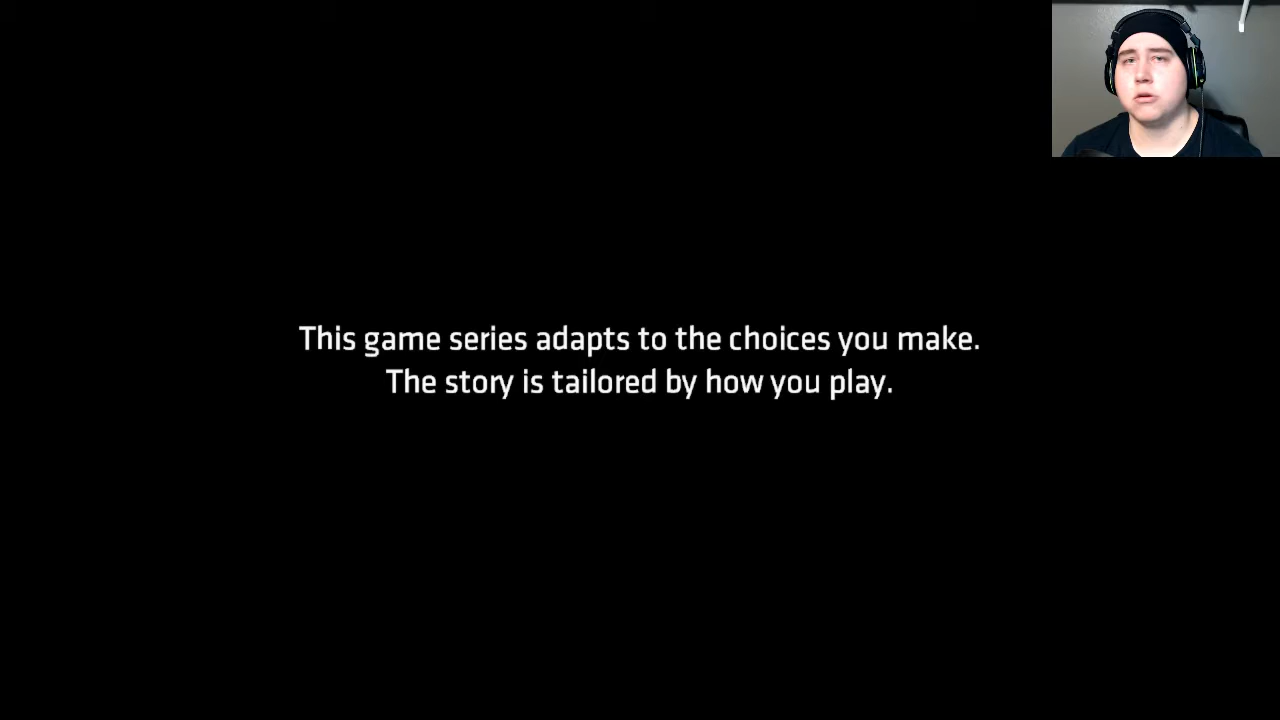 This game series adapts to the choices you make.
The story is tailored by how you play.